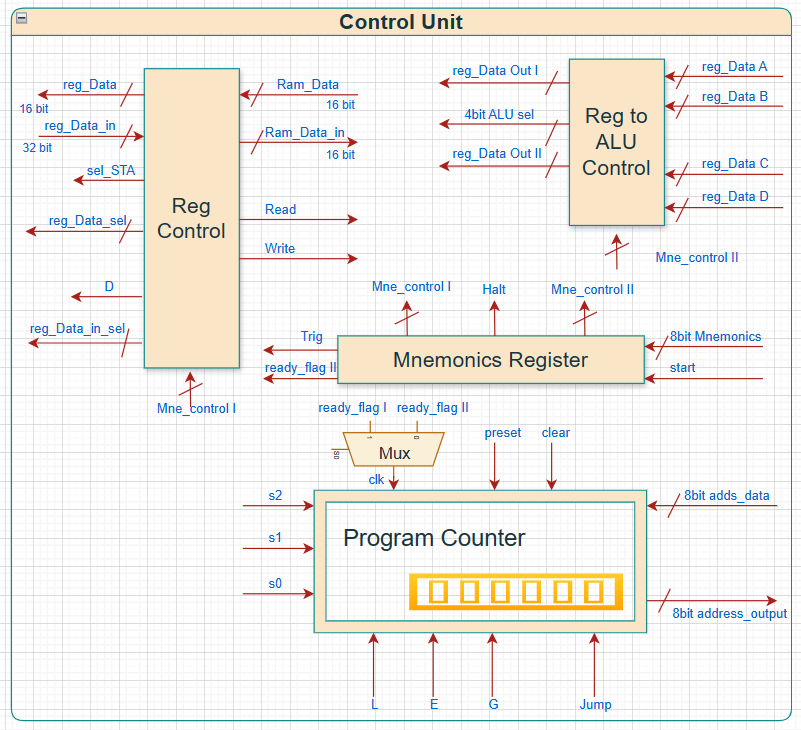 Control Unit
reg_Data
16 bit
reg_Data_in
32 bit
sel_STA
reg_Data_sel
D
reg_Data_in_sel
Reg
Control
Mne_control I
Ram_Data
16 bit
Ram_Data_in
16 bit
Read
Write
reg_Data Out I
4bit ALU sel
reg_Data Out II
Reg to
ALU
Control
reg_Data A
reg_Data B
reg_Data C
reg_Data D
Mne_control II
Mne_control I
Halt
Mne_control II
Trig
ready_flag II
Mnemonics Register
8bit Mnemonics
start
ready_flag I
ready_flag II
1
0
S0
Mux
clk
preset
clear
s2
s1
s0
Program Counter
8bit adds_data
8bit address_output
L
E
G
Jump